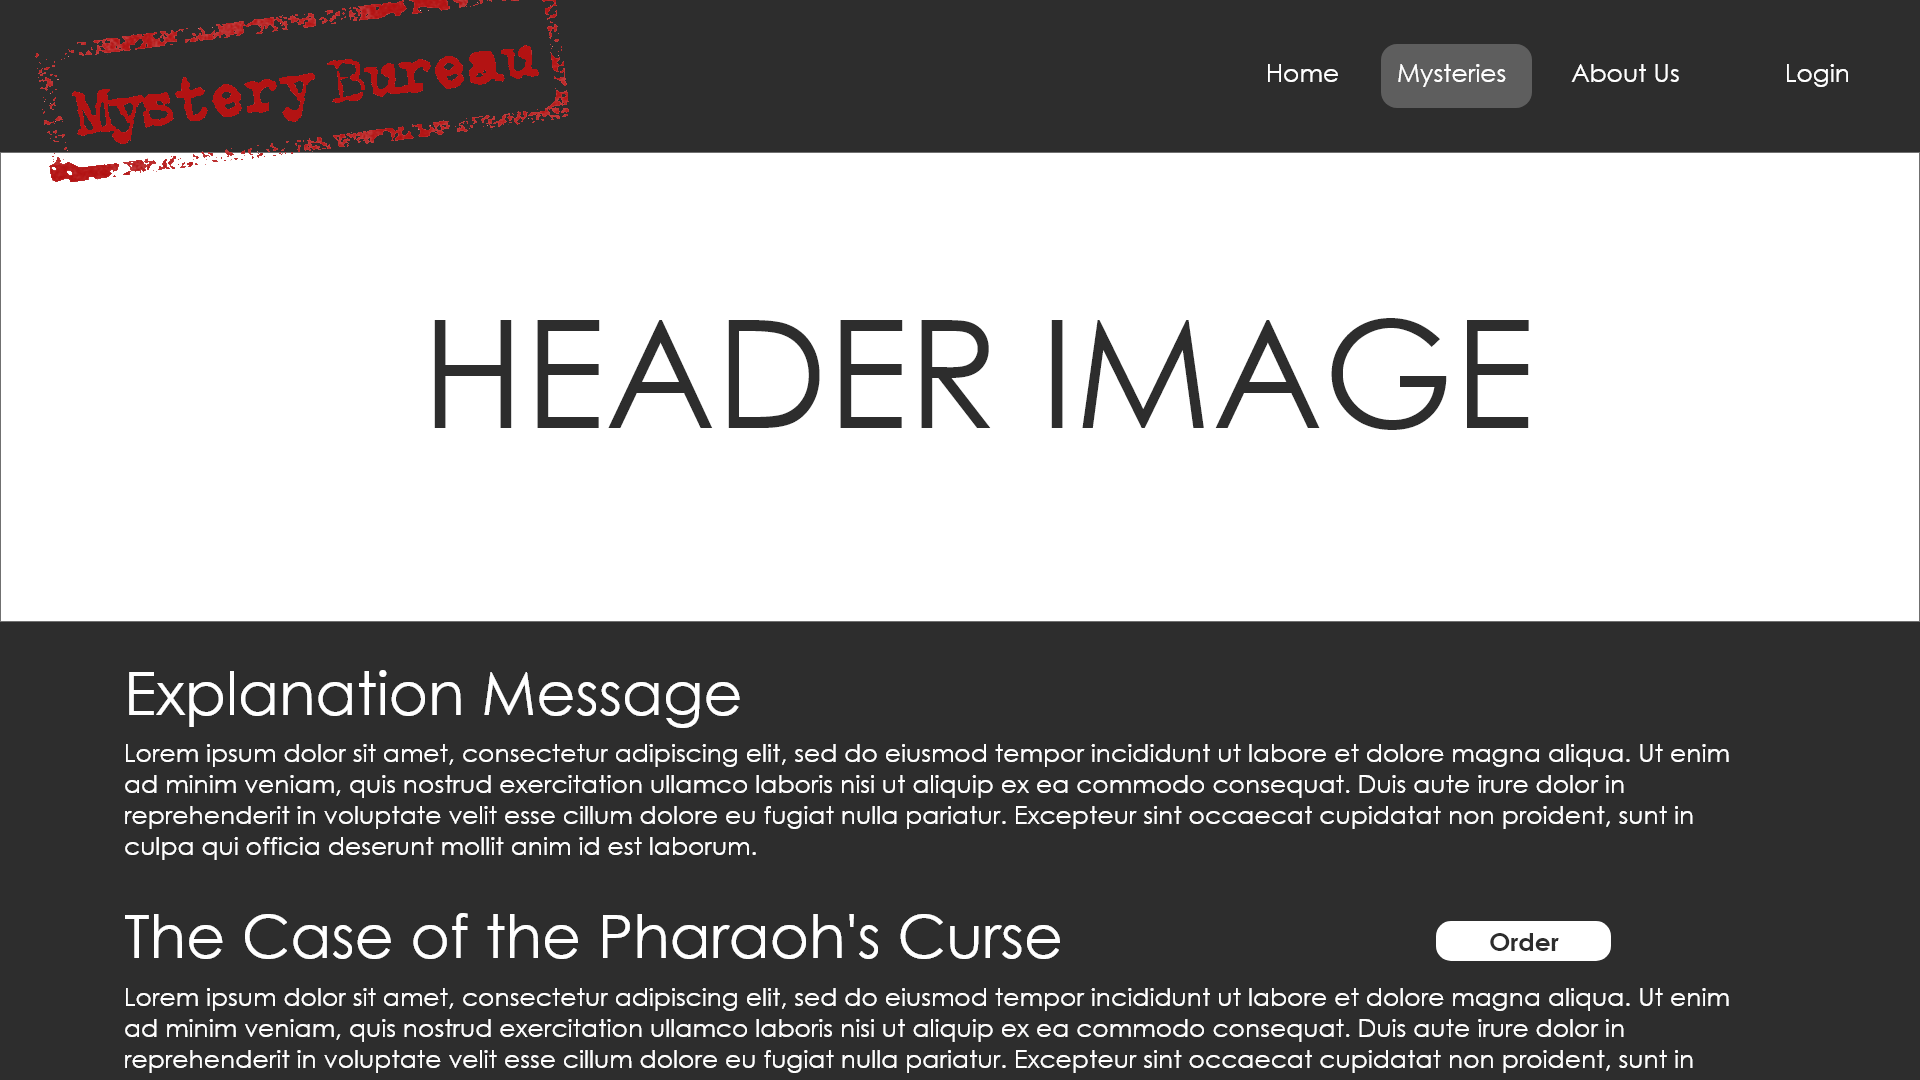 Mystery Bureau
Home Mysteries About Us Login
HEADER IMAGE
Explanation Message
Lorem ipsum dolor sit amet, consectetur adipiscing elit, sed do eiusmod tempor incididunt ut labore et dolore magna aliqua. Ut enim
ad minim veniam, quis nostrud exercitation ullamco laboris nisi ut aliquip ex ea commodo consequat. Duis aute irure dolor in
reprehenderit in voluptate velit esse cillum dolore eu fugiat nulla pariatur. Excepteur sint occaecat cupidatat non proident, sunt in
culpa qui officia deserunt mollit anim id est laborum.
The Case of the Pharaoh's Curse
Order
Lorem ipsum dolor sit amet, consectetur adipiscing elit, sed do eiusmod tempor incididunt ut labore et dolore magna aliqua. Ut enim
ad minim veniam, quis nostrud exercitation ullamco laboris nisi ut aliquip ex ea commodo consequat. Duis aute irure dolor in
reprehenderit in voluptate velit esse cillum dolore eu fugiat nulla pariatur. Excepteur sint occaecat cupidatat non proident, sunt in